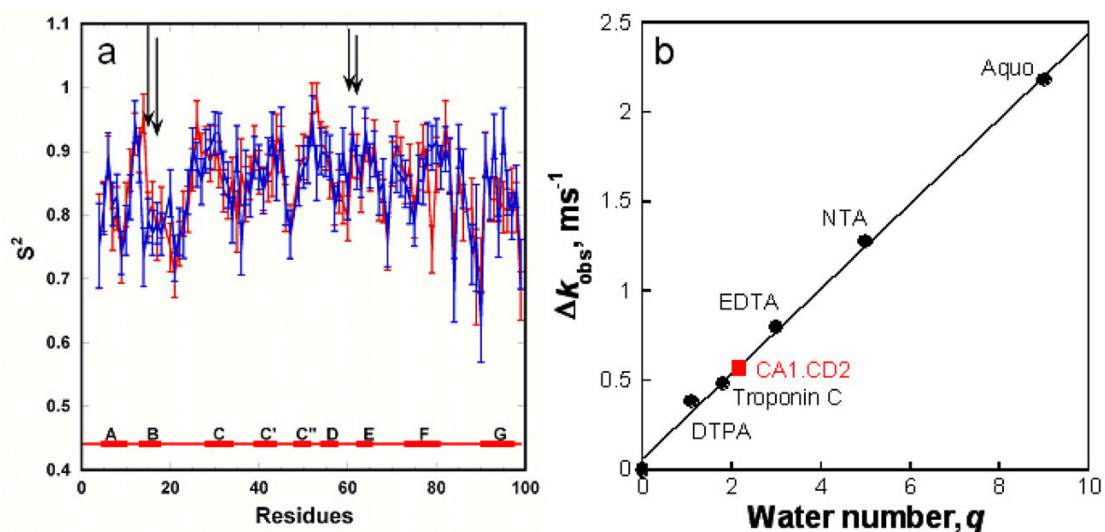 a
1.1
1
0.9
0.8
0.7
0.6
0.5
0.4
S²
A B C C' C" D E F G
0 20 40 60 80 100
Residues
b
2.5
2
1.5
1
0.5
0
Δk_obs, ms⁻¹
Aquo
NTA
EDTA
CA1.CD2
Troponin C
DTPA
0 2 4 6 8 10
Water number, q